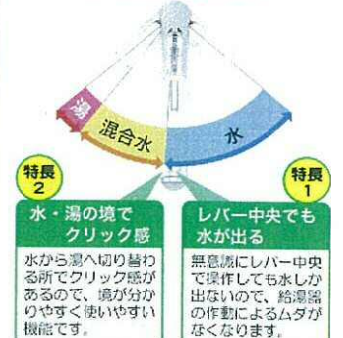 湯
混合水
水
特長
2
水・湯の境で
クリック感
水から湯へ切り替わ
る所でクリック感が
あるので、境が分か
りやすく使いやすい
機能です。
特長
1
レバー中央でも
水が出る
無意識にレバー中央
で操作しても水しか
出ないので、給湯器
の作動によるムダが
なくなります。